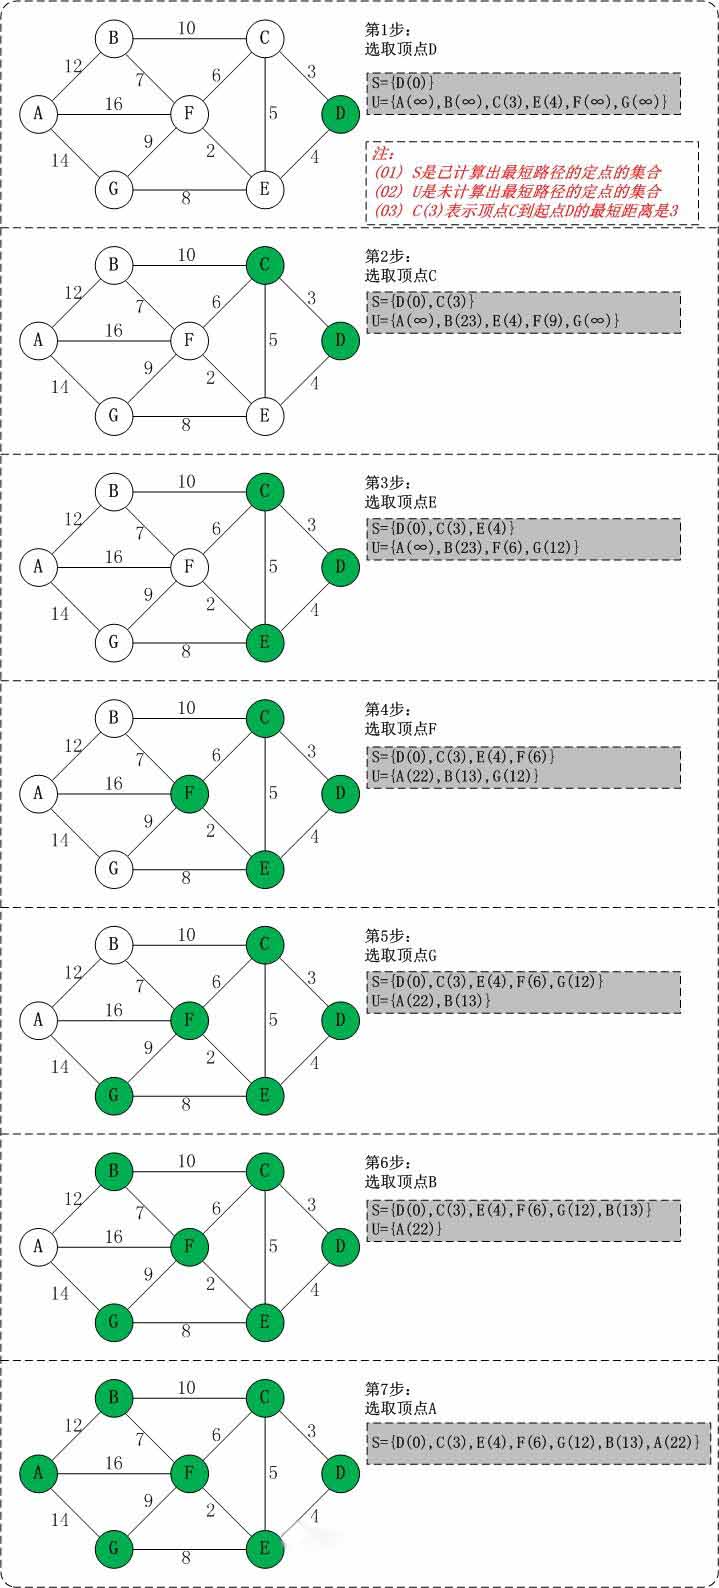 B 10 C
12 7 6 3
A 16 F 5 D
14 9 2 4
G 8 E
第1步:
选取顶点D
S={D(0)}
U={A(∞),B(∞),C(3),E(4),F(∞),G(∞)}
注:
(01) S是已计算出最短路径的定点的集合
(02) U是未计算出最短路径的定点的集合
(03) C(3)表示顶点C到起点D的最短距离是3
B 10 C
12 7 6 3
A 16 F 5 D
14 9 2 4
G 8 E
第2步:
选取顶点C
S={D(0),C(3)}
U={A(∞),B(23),E(4),F(9),G(∞)}
B 10 C
12 7 6 3
A 16 F 5 D
14 9 2 4
G 8 E
第3步:
选取顶点E
S={D(0),C(3),E(4)}
U={A(∞),B(23),F(6),G(12)}
B 10 C
12 7 6 3
A 16 F 5 D
14 9 2 4
G 8 E
第4步:
选取顶点F
S={D(0),C(3),E(4),F(6)}
U={A(22),B(13),G(12)}
B 10 C
12 7 6 3
A 16 F 5 D
14 9 2 4
G 8 E
第5步:
选取顶点G
S={D(0),C(3),E(4),F(6),G(12)}
U={A(22),B(13)}
B 10 C
12 7 6 3
A 16 F 5 D
14 9 2 4
G 8 E
第6步:
选取顶点B
S={D(0),C(3),E(4),F(6),G(12),B(13)}
U={A(22)}
B 10 C
12 7 6 3
A 16 F 5 D
14 9 2 4
G 8 E
第7步:
选取顶点A
S={D(0),C(3),E(4),F(6),G(12),B(13),A(22)}